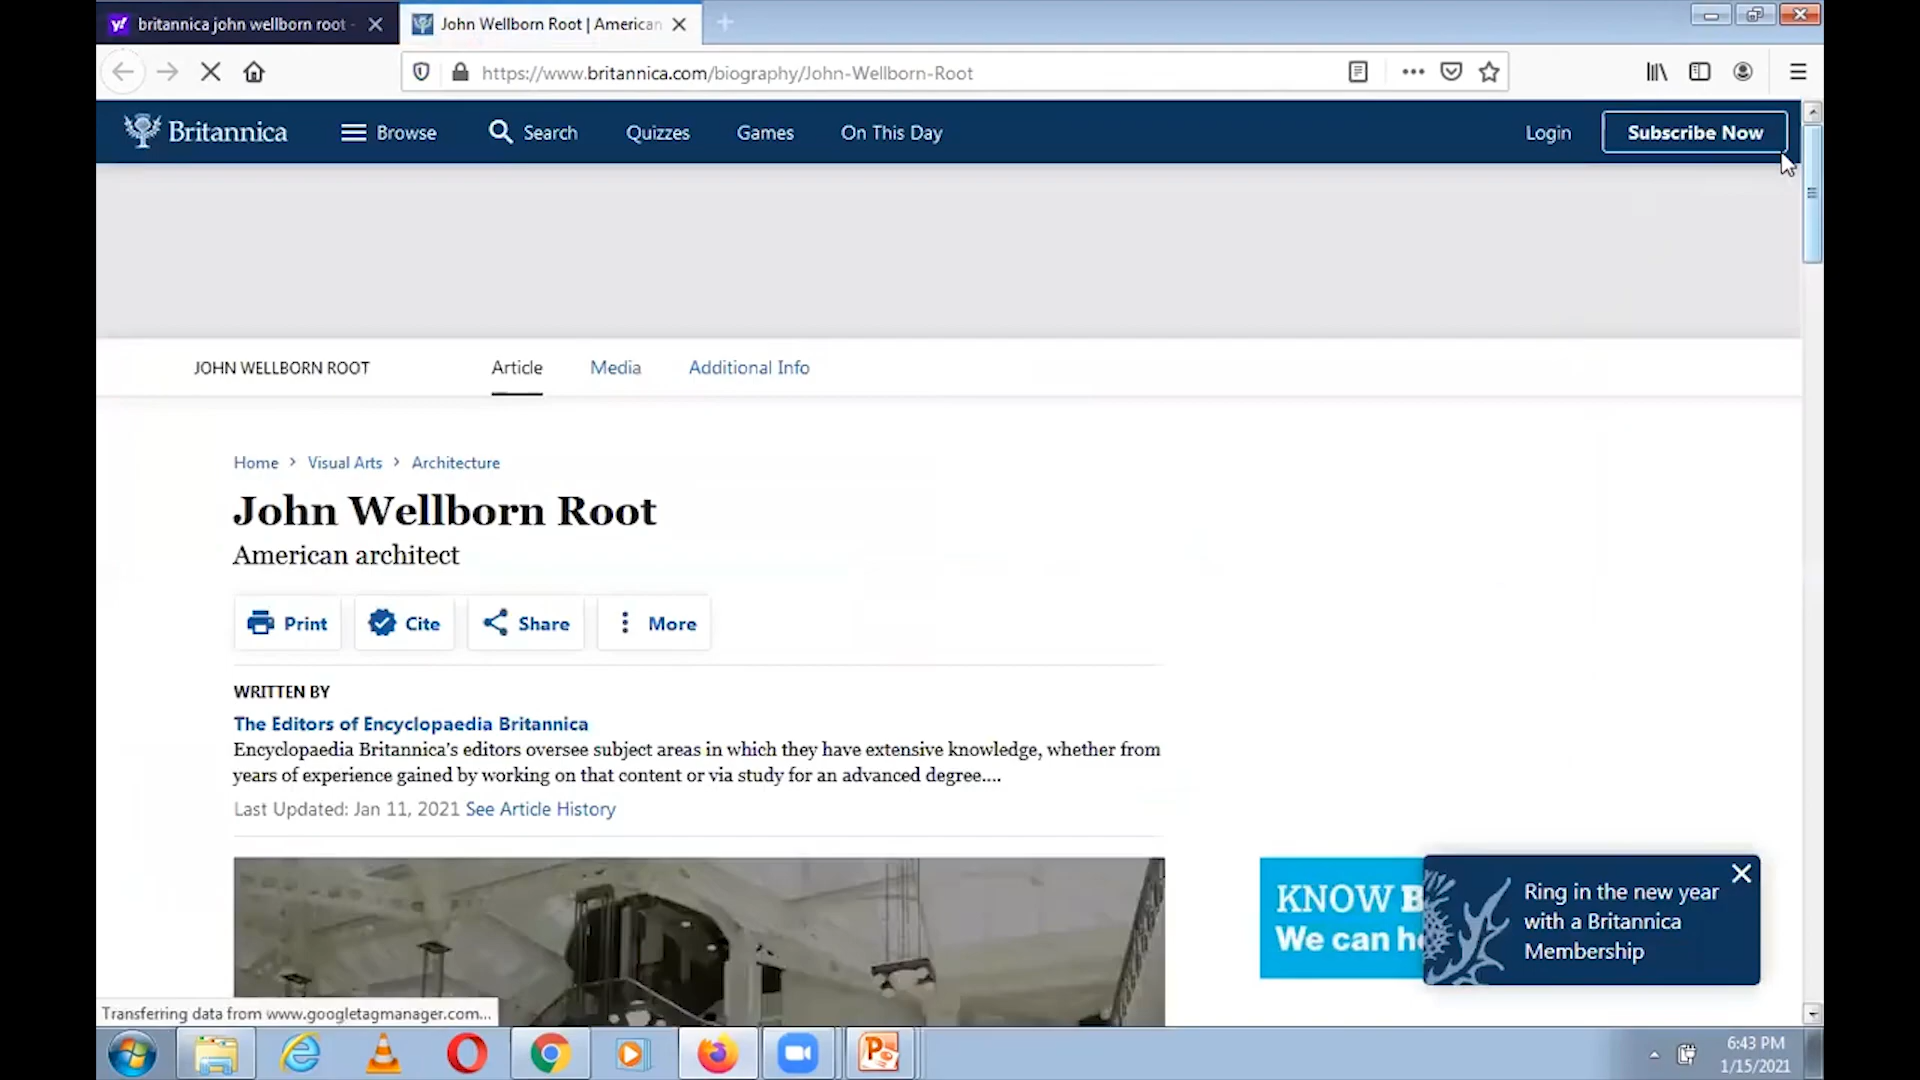 britannica john wellborn root -
John Wellborn Root | American
https://www.britannica.com/biography/John-Wellborn-Root
Britannica
Browse
Search
Quizzes
Games
On This Day
Login
Subscribe Now
JOHN WELLBORN ROOT
Article
Media
Additional Info
Home > Visual Arts > Architecture
John Wellborn Root
American architect
Print
Cite
Share
More
WRITTEN BY
The Editors of Encyclopaedia Britannica
Encyclopaedia Britannica's editors oversee subject areas in which they have extensive knowledge, whether from
years of experience gained by working on that content or via study for an advanced degree....
Last Updated: Jan 11, 2021 See Article History
KNOW B
We can he
Ring in the new year
with a Britannica
Membership
Transferring data from www.googletagmanager.com...
6:43 PM
1/15/2021